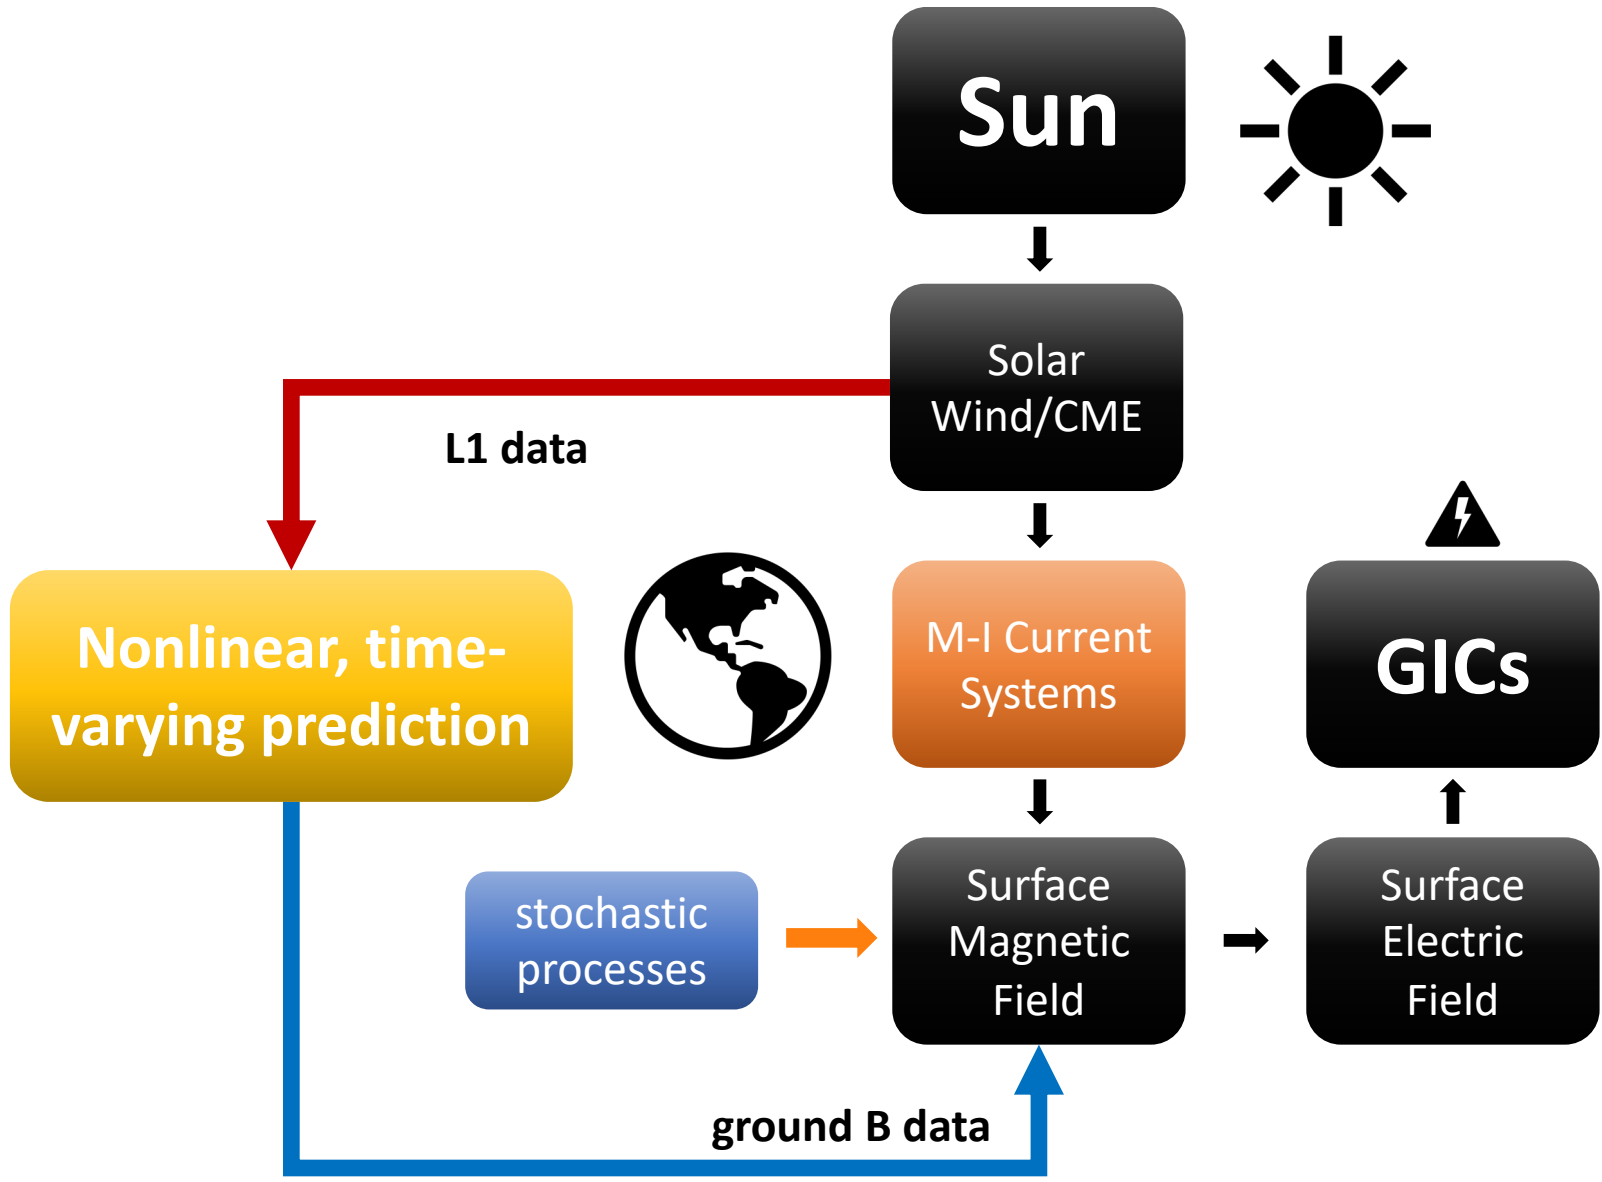 Sun
Solar
Wind/CME
L1 data
Nonlinear, time-
varying prediction
M-I Current
Systems
GICs
stochastic
processes
Surface
Magnetic
Field
Surface
Electric
Field
ground B data